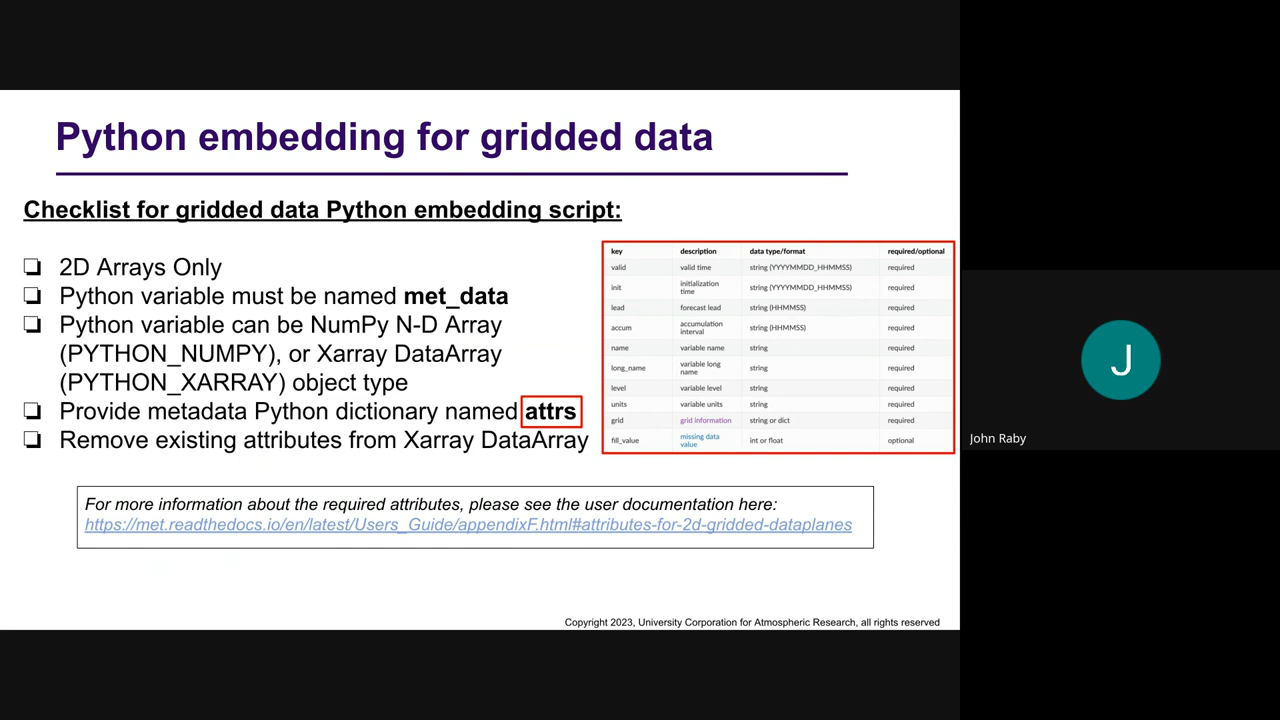 Python embedding for gridded data
Checklist for gridded data Python embedding script:
❏ 2D Arrays Only
❏ Python variable must be named met_data
❏ Python variable can be NumPy N-D Array
(PYTHON_NUMPY), or Xarray DataArray
(PYTHON_XARRAY) object type
❏ Provide metadata Python dictionary named attrs
❏ Remove existing attributes from Xarray DataArray
key description data type/format required/optional
valid valid time string (YYYYMMDD_HHMMSS) required
init initialization time string (YYYYMMDD_HHMMSS) required
lead forecast lead string (HHMMSS) required
accum accumulation interval string (HHMMSS) required
name variable name string required
long_name variable long name string required
level variable level string required
units variable units string required
grid grid information string or dict required
fill_value missing data value int or float optional
For more information about the required attributes, please see the user documentation here:
https://met.readthedocs.io/en/latest/Users_Guide/appendixF.html#attributes-for-2d-gridded-dataplanes
Copyright 2023, University Corporation for Atmospheric Research, all rights reserved
J
John Raby